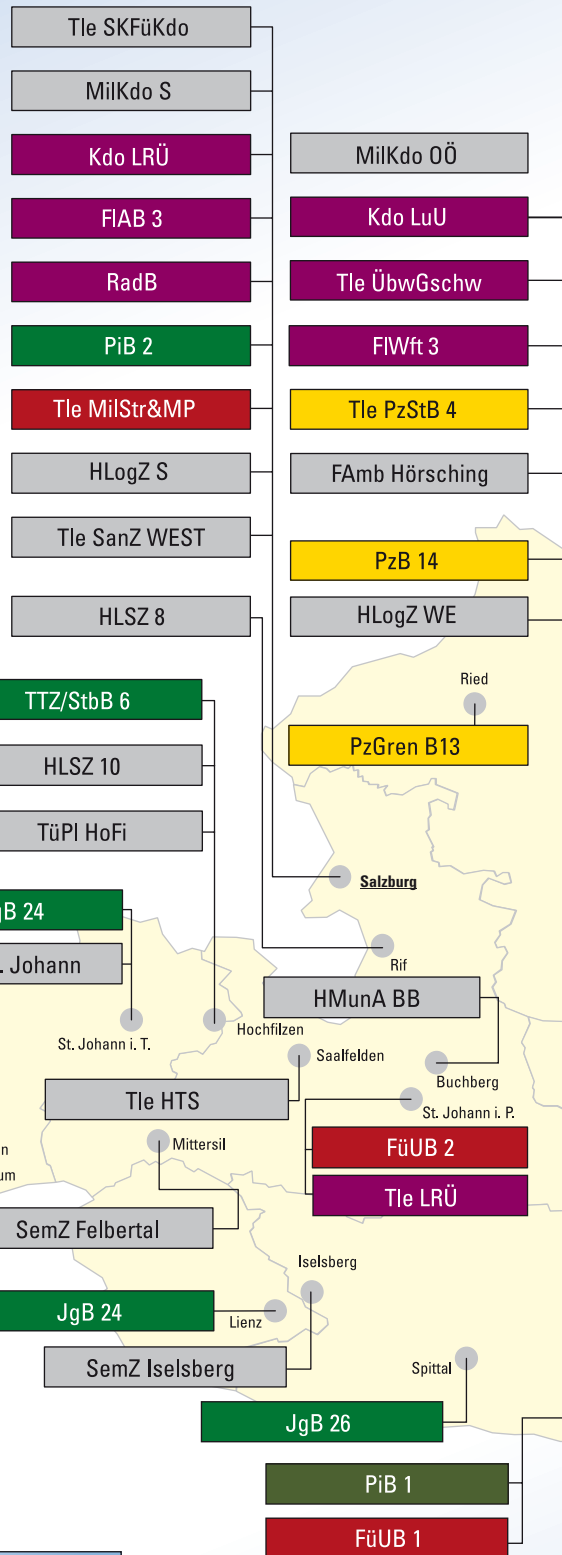 Tle SKFüKdo
MilKdo S
Kdo LRÜ
FlAB 3
RadB
PiB 2
Tle MilStr&MP
HLogZ S
Tle SanZ WEST
HLSZ 8
MilKdo OÖ
Kdo LuU
Tle ÜbwGschw
FlWft 3
Tle PzStB 4
FAmb Hörsching
PzB 14
HLogZ WE
Ried
PzGren B13
TTZ/StbB 6
HLSZ 10
TüPl HoFi
Salzburg
gB 24
. Johann
Rif
HMunA BB
St. Johann i. T.
Hochfilzen
Saalfelden
Buchberg
Tle HTS
St. Johann i. P.
Mittersil
FüUB 2
n
um
Tle LRÜ
SemZ Felbertal
Iselsberg
JgB 24
Lienz
SemZ Iselsberg
Spittal
JgB 26
PiB 1
FüUB 1